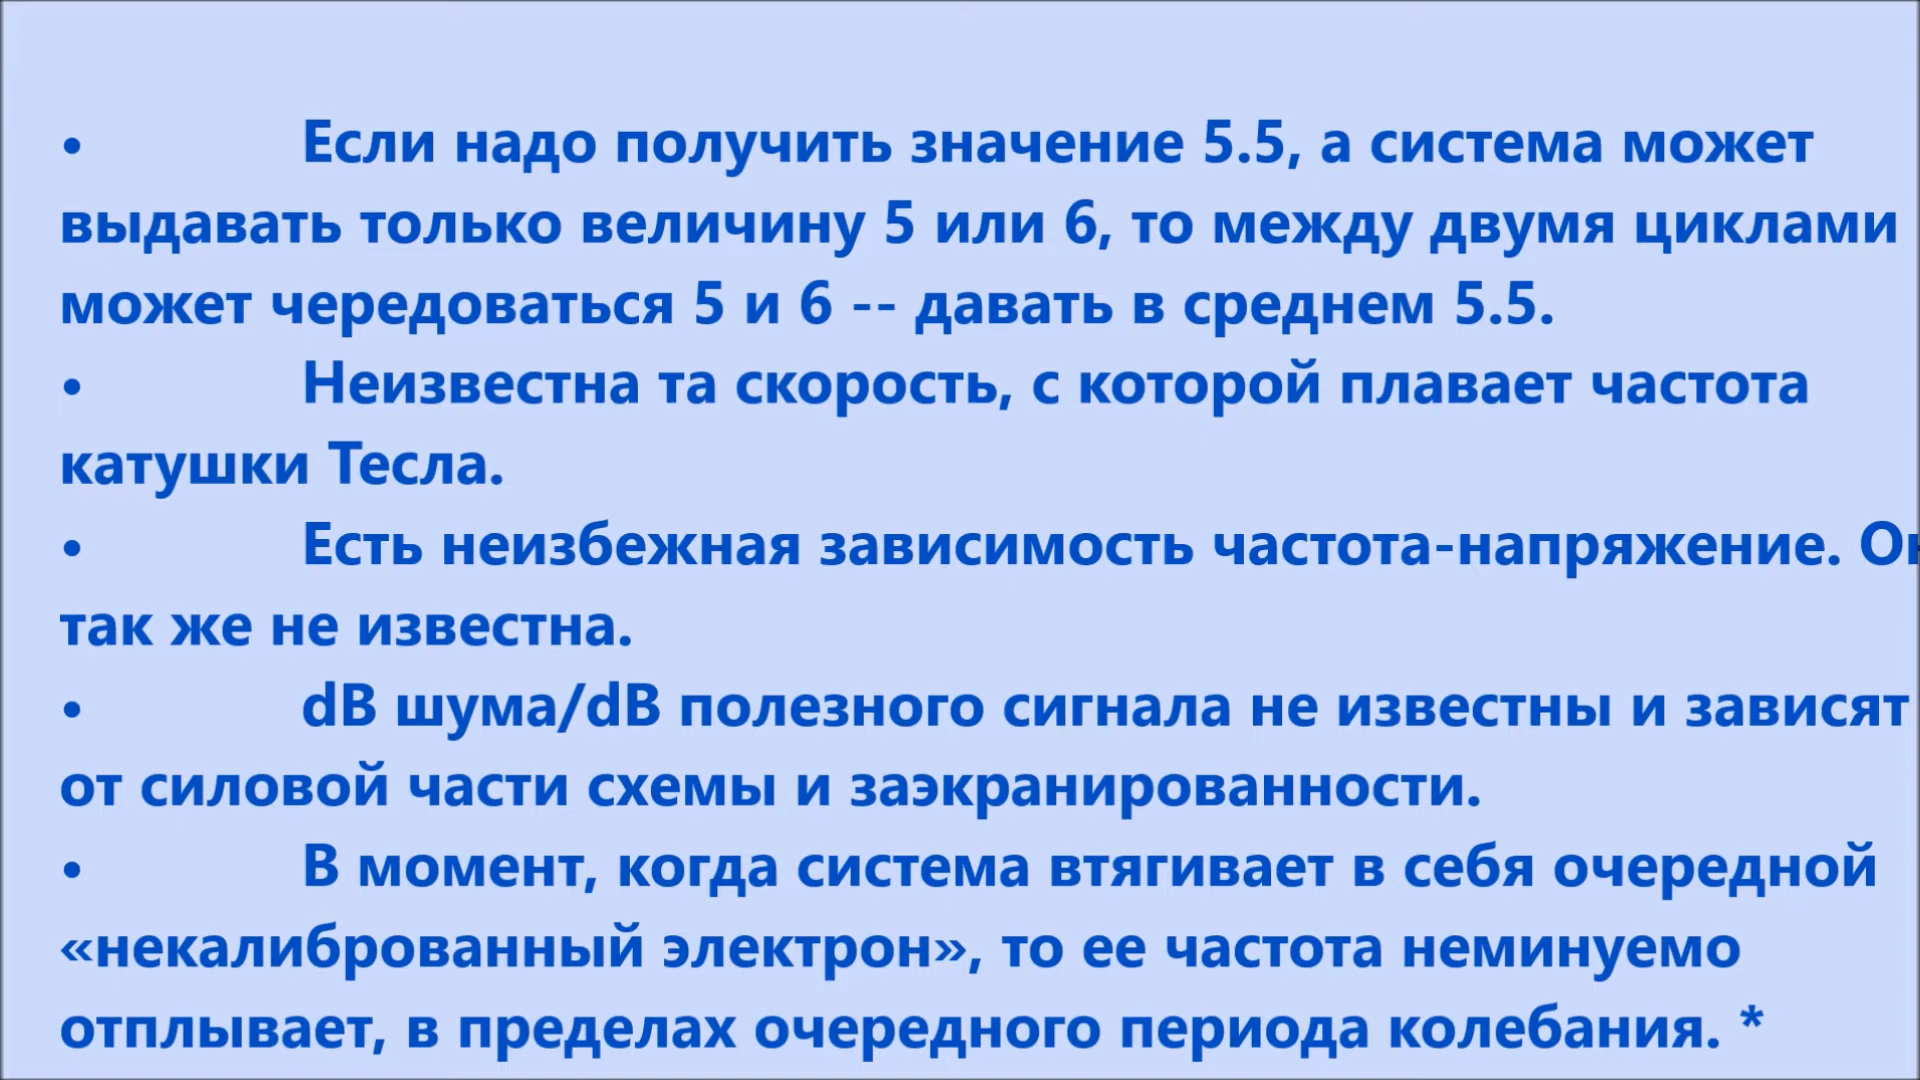 • Если надо получить значение 5.5, а система может
выдавать только величину 5 или 6, то между двумя циклами
может чередоваться 5 и 6 -- давать в среднем 5.5.
• Неизвестна та скорость, с которой плавает частота
катушки Тесла.
• Есть неизбежная зависимость частота-напряжение.
так же не известна.
• dB шума/dB полезного сигнала не известны и зависят
от силовой части схемы и заэкранированности.
• В момент, когда система втягивает в себя очередной
«некалиброванный электрон», то ее частота неминуемо
отплывает, в пределах очередного периода колебания. *